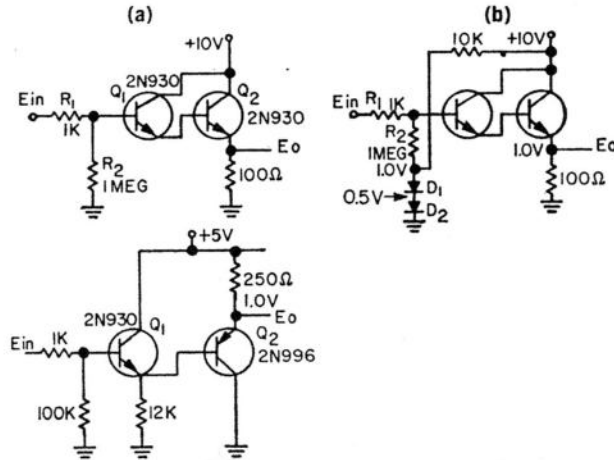 (a)
+10V
Q1
2N930
Q2
2N930
Ein
R1
1K
R2
1MEG
Eo
100Ω
(b)
10K
+10V
Ein
R1
1K
R2
1MEG
1.0V
1.0V
Eo
100Ω
0.5V
D1
D2
+5V
250Ω
1.0V
Eo
2N930
Q1
Q2
2N996
Ein
1K
100K
12K